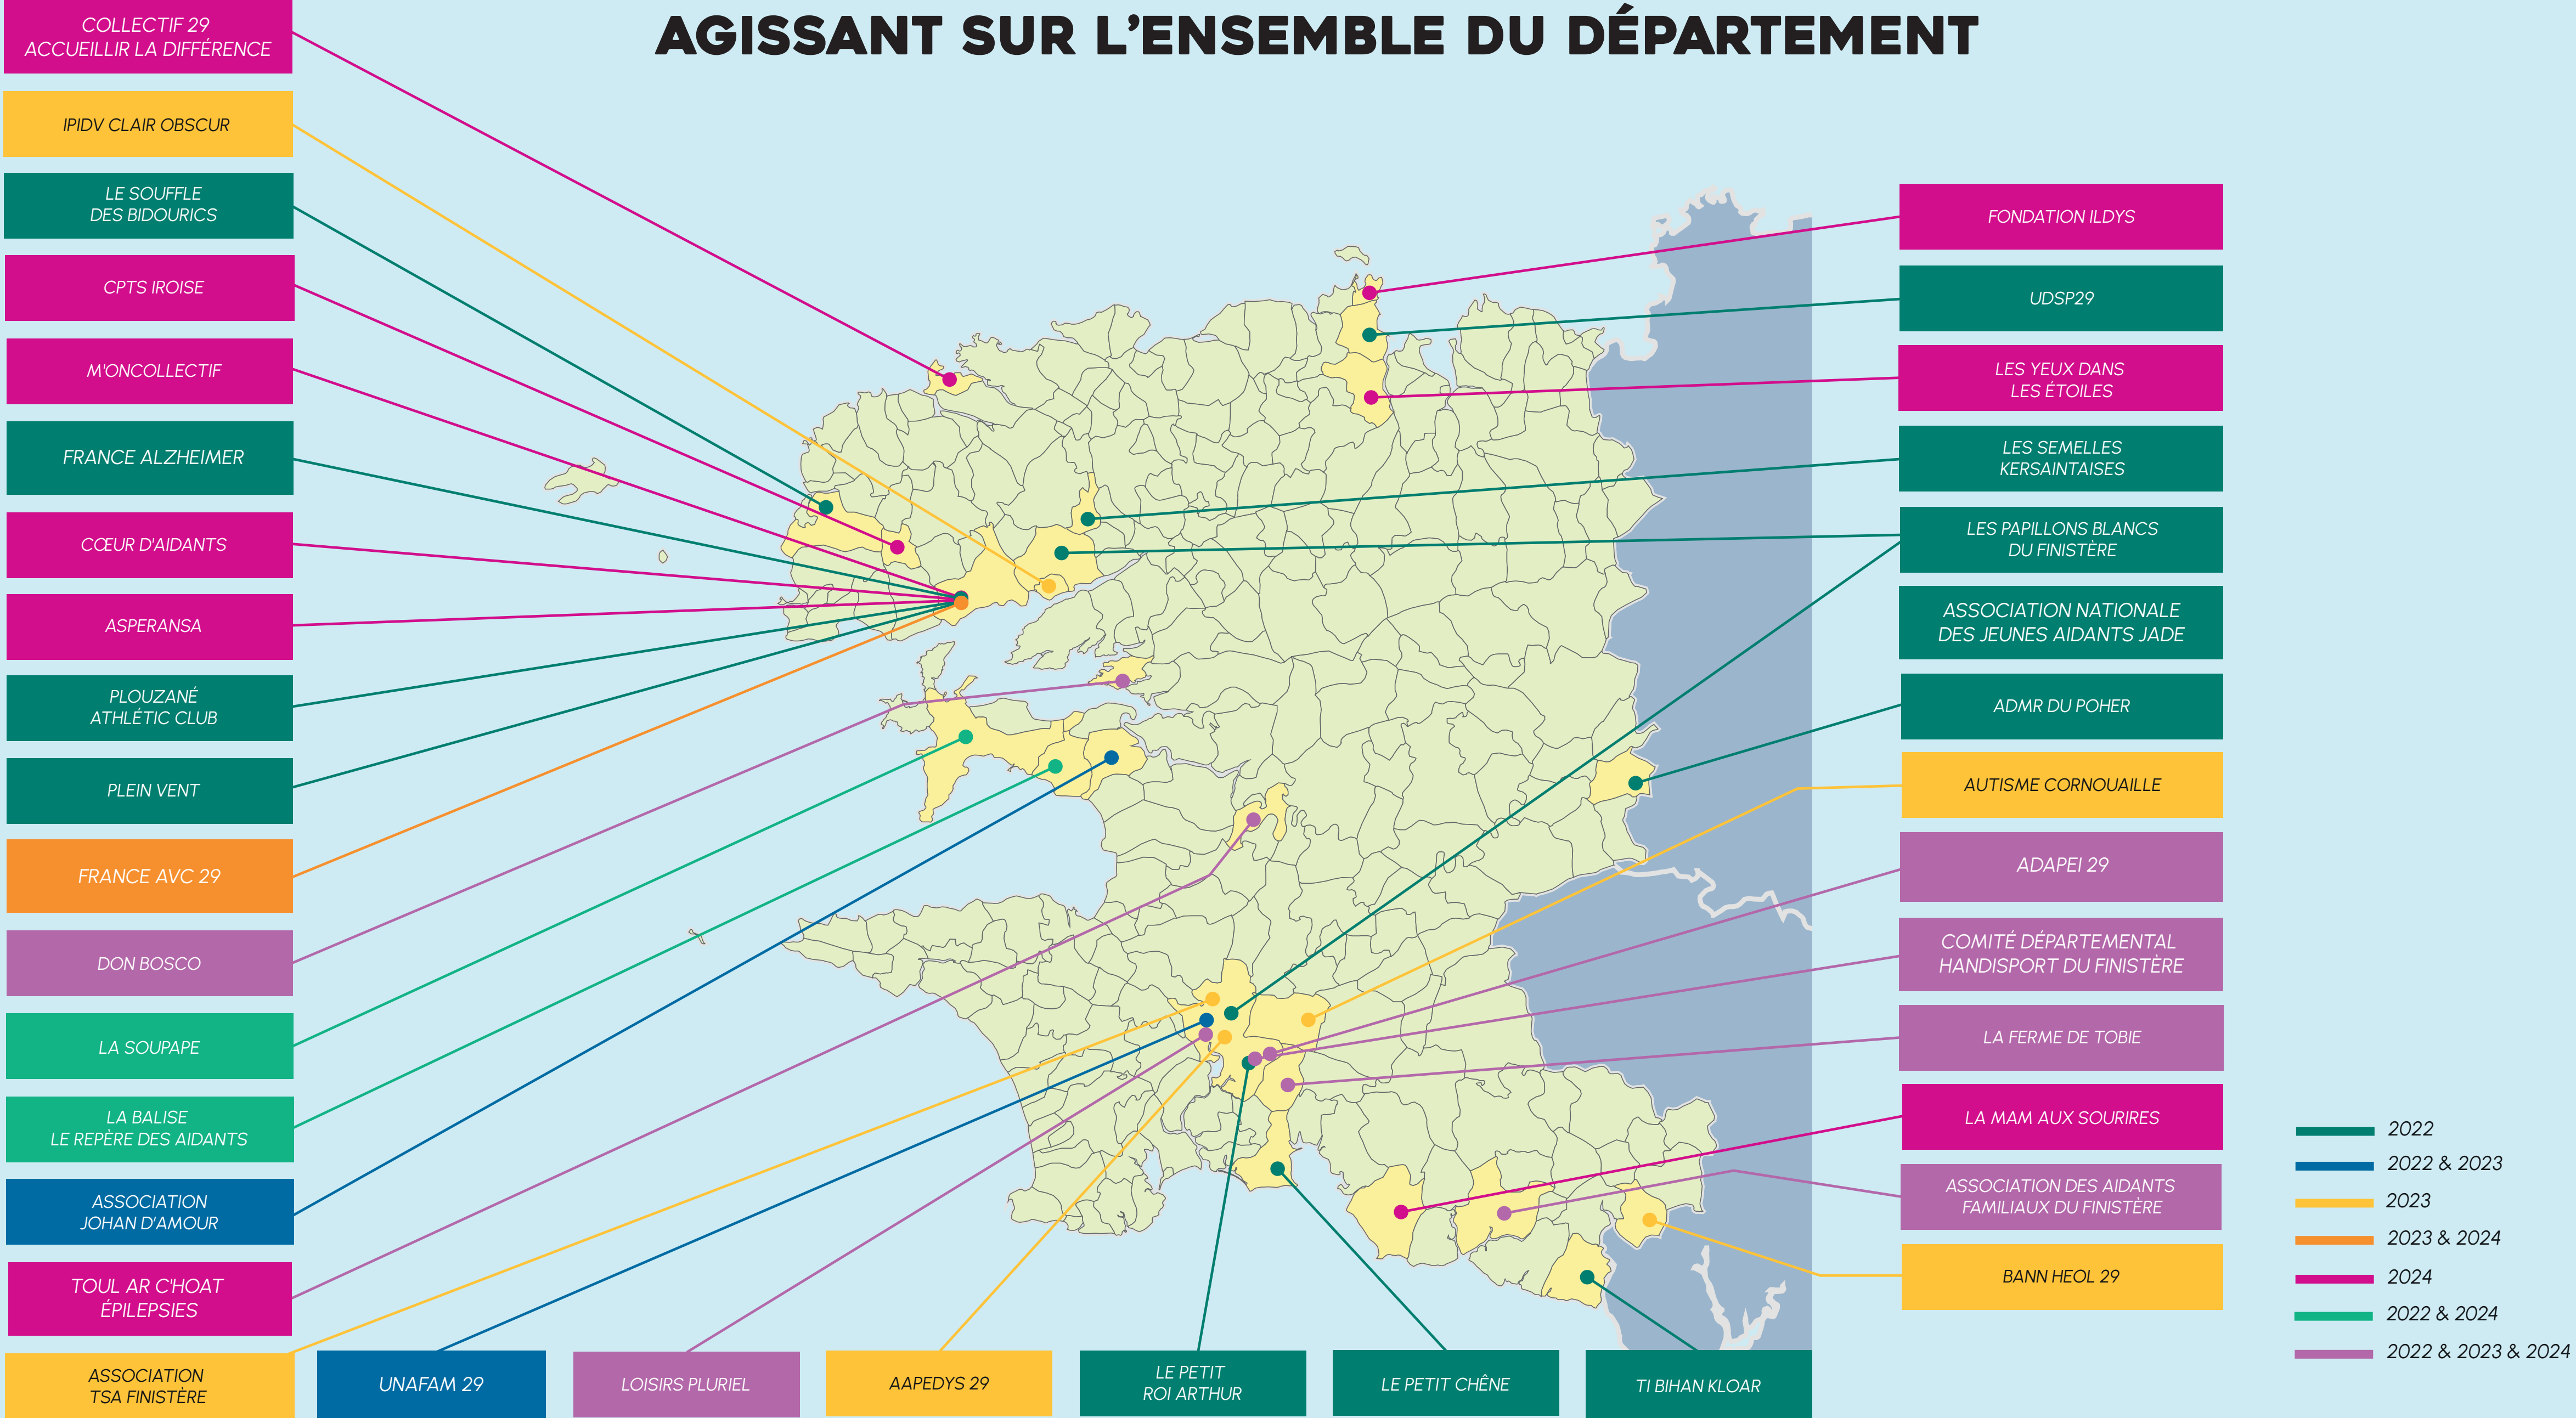 AGISSANT SUR L'ENSEMBLE DU DÉPARTEMENT
COLLECTIF 29
ACCUEILLIR LA DIFFÉRENCE
IPIDV CLAIR OBSCUR
LE SOUFFLE
DES BIDOURICS
CPTS IROISE
M'ONCOLLECTIF
FRANCE ALZHEIMER
CŒUR D'AIDANTS
ASPERANSA
PLOUZANÉ
ATHLÉTIC CLUB
PLEIN VENT
FRANCE AVC 29
DON BOSCO
LA SOUPAPE
LA BALISE
LE REPÈRE DES AIDANTS
ASSOCIATION
JOHAN D'AMOUR
TOUL AR C'HOAT
ÉPILEPSIES
ASSOCIATION
TSA FINISTÈRE
UNAFAM 29
LOISIRS PLURIEL
AAPEDYS 29
LE PETIT
ROI ARTHUR
LE PETIT CHÊNE
TI BIHAN KLOAR
FONDATION ILDYS
UDSP29
LES YEUX DANS
LES ÉTOILES
LES SEMELLES
KERSAINTAISES
LES PAPILLONS BLANCS
DU FINISTÈRE
ASSOCIATION NATIONALE
DES JEUNES AIDANTS JADE
ADMR DU POHER
AUTISME CORNOUAILLE
ADAPEI 29
COMITÉ DÉPARTEMENTAL
HANDISPORT DU FINISTÈRE
LA FERME DE TOBIE
LA MAM AUX SOURIRES
ASSOCIATION DES AIDANTS
FAMILIAUX DU FINISTÈRE
BANN HEOL 29
2022
2022 & 2023
2023
2023 & 2024
2024
2022 & 2024
2022 & 2023 & 2024